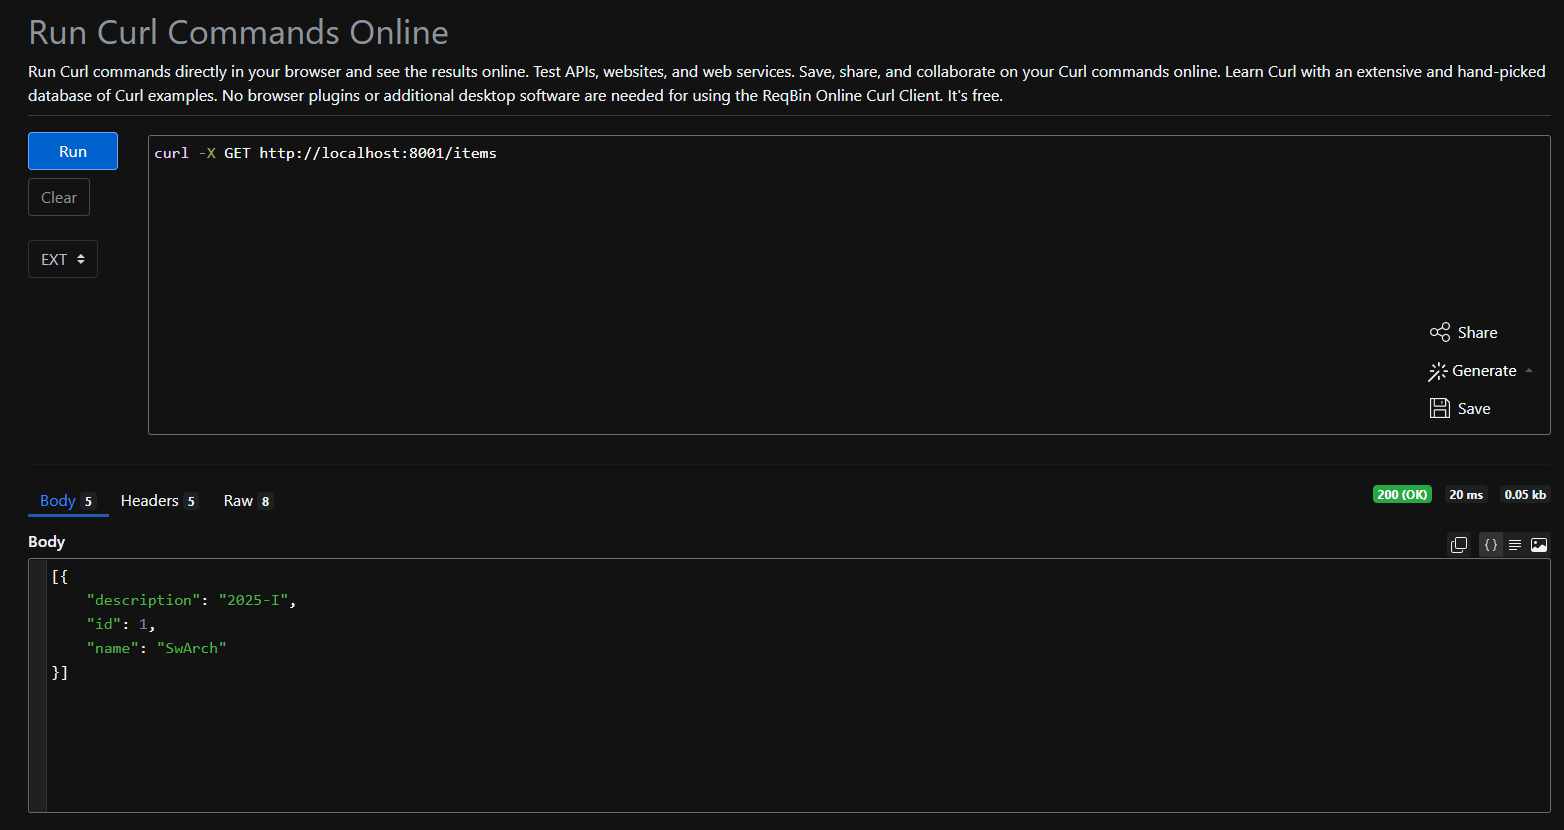 Run Curl Commands Online
Run Curl commands directly in your browser and see the results online. Test APIs, websites, and web services. Save, share, and collaborate on your Curl commands online. Learn Curl with an extensive and hand-picked
database of Curl examples. No browser plugins or additional desktop software are needed for using the ReqBin Online Curl Client. It's free.
Run
curl -X GET http://localhost:8001/items
Clear
EXT
Share
Generate
Save
Body 5 Headers 5 Raw 8
200 (OK) 20 ms 0.05 kb
Body
{}
[{
    "description": "2025-I",
    "id": 1,
    "name": "SwArch"
}]